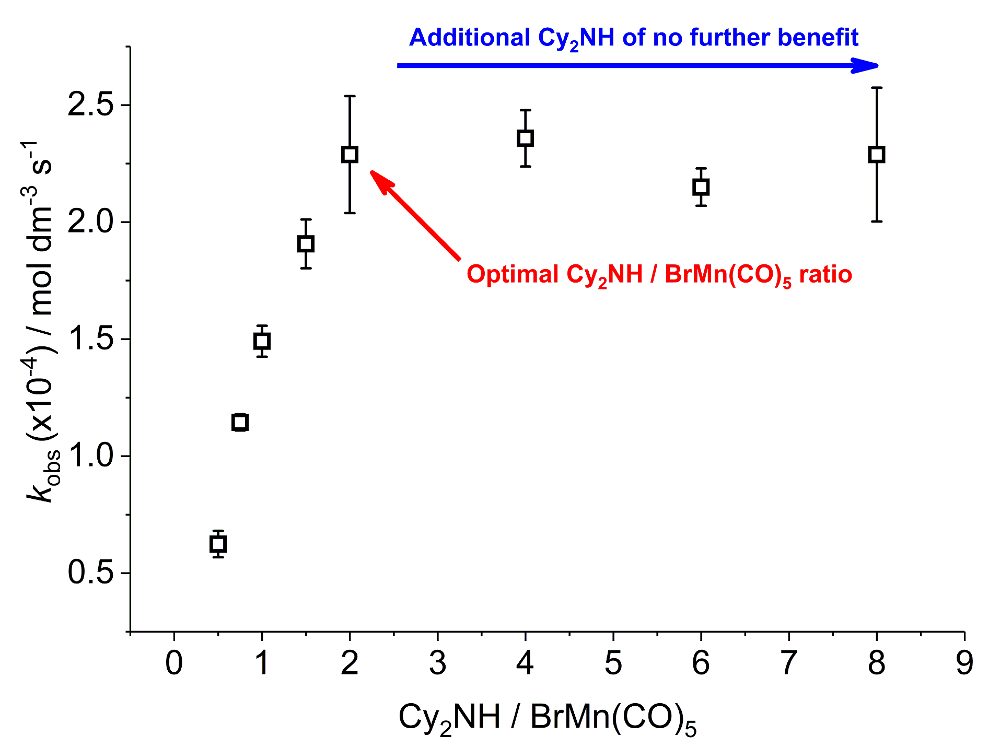 Additional Cy₂NH of no further benefit
2.5
2.0
1.5
1.0
0.5
k_obs (x10⁻⁴) / mol dm⁻³ s⁻¹
Optimal Cy₂NH / BrMn(CO)₅ ratio
0 1 2 3 4 5 6 7 8 9
Cy₂NH / BrMn(CO)₅